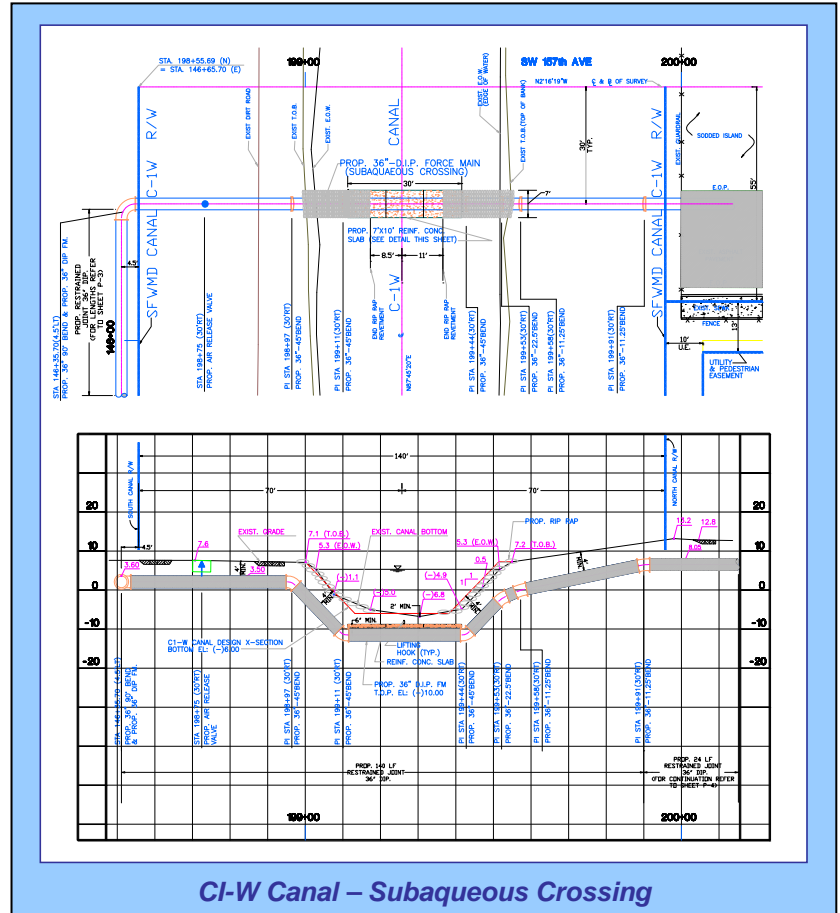 STA. 198+55.69 (N)
= STA. 146+65.70 (E)
199+00
SW 157th AVE
200+00
N2°16'19"W
C & B OF SURVEY
SFWMD CANAL C-1W R/W
EXIST DIRT ROAD
EXIST T.O.B.
EXIST. E.O.W.
C-1W CANAL
EXIST. E.O.W.
(EDGE OF WATER)
EXIST T.O.B.(TOP OF BANK)
30'
TYP.
SFWMD CANAL C-1W R/W
EXIST. GUARDRAIL
SODDED ISLAND
55'
E.O.P.
PROP. 36"-D.I.P. FORCE MAIN
(SUBAQUAEOUS CROSSING)
30'
7'
PROP. 7'X10' REINF. CONC.
SLAB (SEE DETAIL THIS SHEET)
8.5'
11'
4.5'
STA 146+35.70(4.5'LT)
PROP. 36" 90° BEND & PROP. 36" DIP FM.
PROP. RESTRAINED
JOINT 36" DIP.
(FOR LENGTHS REFER
TO SHEET P-3)
146+00
STA 198+75 (30'RT)
PROP. AIR RELEASE VALVE
PI STA 198+97 (30'RT)
PROP. 36"-45°BEND
PI STA 199+11(30'RT)
PROP. 36"-45°BEND
END RIP RAP
REVETMENT
N87°45'20"E
END RIP RAP
REVETMENT
PI STA 199+44(30'RT)
PROP. 36"-45°BEND
PI STA 199+53(30'RT)
PROP. 36"-22.5°BEND
PI STA 199+58(30'RT)
PROP. 36"-11.25°BEND
PI STA 199+91(30'RT)
PROP. 36"-11.25°BEND
FENCE
13'
10'
U.E.
UTILITY
& PEDESTRIAN
EASEMENT
SOUTH CANAL R/W
140'
NORTH CANAL R/W
70'
70'
20
10
0
-10
-20
20
10
0
-10
-20
4.5'
3.60
7.6
EXIST. GRADE
4'
MIN.
3.50
7.1 (T.O.B.)
5.3 (E.O.W.)
EXIST. CANAL BOTTOM
(-)1.1
4'
MIN.
(-)5.0
2' MIN.
(-)6.8
6' MIN.
5.3 (E.O.W.)
(-)4.9
0.5
1
1
7.2 (T.O.B.)
PROP. RIP RAP
4'
MIN.
4'
MIN.
13.2
12.8
8.05
C1-W CANAL DESIGN X-SECTION
BOTTOM EL: (-)6.00
LIFTING
HOOK (TYP.)
REINF. CONC. SLAB
PROP. 36" D.I.P. FM
T.O.P. EL: (-)10.00
STA 146+35.70 (4.5'LT)
PROP. 36" 90° BEND
& PROP. 36" DIP FM.
STA 198+75 (30'RT)
PROP. AIR RELEASE
VALVE
PI STA 198+97 (30'RT)
PROP. 36"-45°BEND
PI STA 199+11 (30'RT)
PROP. 36"-45°BEND
PI STA 199+44(30'RT)
PROP. 36"-45°BEND
PI STA 199+53(30'RT)
PROP. 36"-22.5°BEND
PI STA 199+58(30'RT)
PROP. 36"-11.25°BEND
PI STA 199+91(30'RT)
PROP. 36"-11.25°BEND
PROP. 140 LF
RESTRAINED JOINT
36" DIP.
PROP. 24 LF
RESTRAINED JOINT
36" DIP.
(FOR CONTINUATION REFER
TO SHEET P-4)
199+00
200+00
CI-W Canal – Subaqueous Crossing